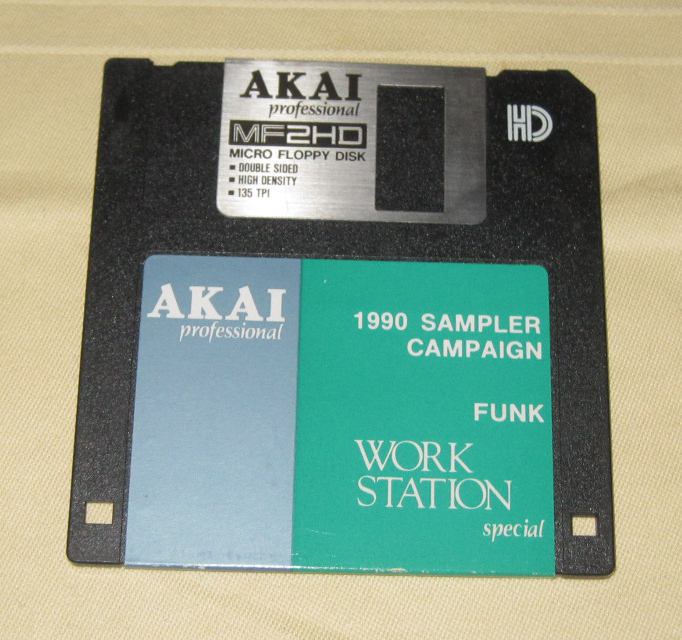 AKAI
professional
MF2HD
MICRO FLOPPY DISK
▪ DOUBLE SIDED
▪ HIGH DENSITY
▪ 135 TPI
HD
AKAI
professional
1990 SAMPLER
CAMPAIGN
FUNK
WORK
STATION
special